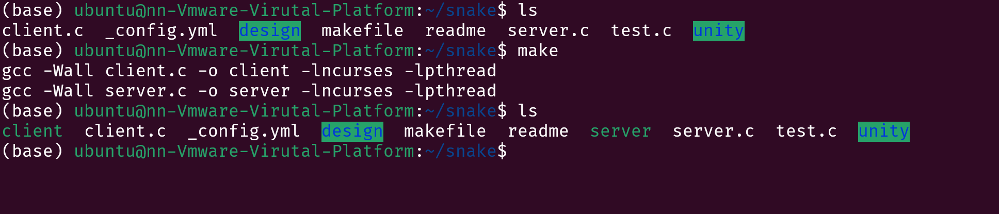 (base) ubuntu@nn-Vmware-Virutal-Platform:~/snake$ ls
client.c  _config.yml  design  makefile  readme  server.c  test.c  unity
(base) ubuntu@nn-Vmware-Virutal-Platform:~/snake$ make
gcc -Wall client.c -o client -lncurses -lpthread
gcc -Wall server.c -o server -lncurses -lpthread
(base) ubuntu@nn-Vmware-Virutal-Platform:~/snake$ ls
client  client.c  _config.yml  design  makefile  readme  server  server.c  test.c  unity
(base) ubuntu@nn-Vmware-Virutal-Platform:~/snake$